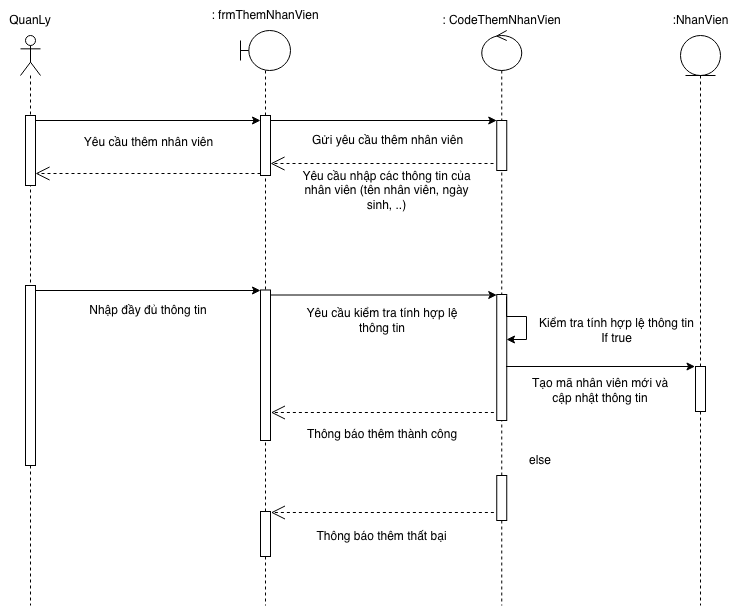 QuanLy
: frmThemNhanVien
: CodeThemNhanVien
:NhanVien
Yêu cầu thêm nhân viên
Gửi yêu cầu thêm nhân viên
Yêu cầu nhập các thông tin của
nhân viên (tên nhân viên, ngày
sinh, ..)
Nhập đầy đủ thông tin
Yêu cầu kiểm tra tính hợp lệ
thông tin
Kiểm tra tính hợp lệ thông tin
If true
Tạo mã nhân viên mới và
cập nhật thông tin
Thông báo thêm thành công
else
Thông báo thêm thất bại